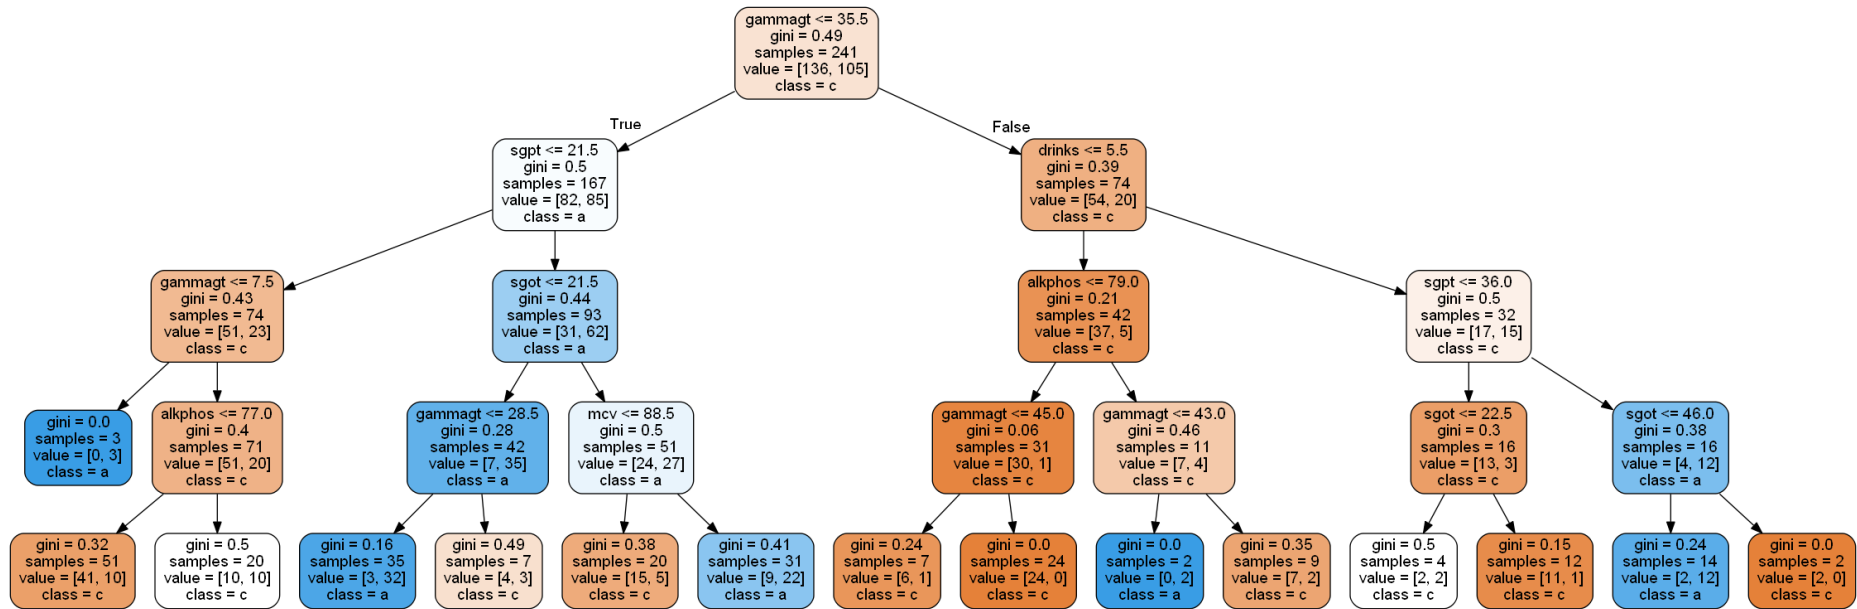 gammagt <= 35.5
gini = 0.49
samples = 241
value = [136, 105]
class = c
True
False
sgpt <= 21.5
gini = 0.5
samples = 167
value = [82, 85]
class = a
drinks <= 5.5
gini = 0.39
samples = 74
value = [54, 20]
class = c
gammagt <= 7.5
gini = 0.43
samples = 74
value = [51, 23]
class = c
sgot <= 21.5
gini = 0.44
samples = 93
value = [31, 62]
class = a
alkphos <= 79.0
gini = 0.21
samples = 42
value = [37, 5]
class = c
sgpt <= 36.0
gini = 0.5
samples = 32
value = [17, 15]
class = c
gini = 0.0
samples = 3
value = [0, 3]
class = a
alkphos <= 77.0
gini = 0.4
samples = 71
value = [51, 20]
class = c
gammagt <= 28.5
gini = 0.28
samples = 42
value = [7, 35]
class = a
mcv <= 88.5
gini = 0.5
samples = 51
value = [24, 27]
class = a
gammagt <= 45.0
gini = 0.06
samples = 31
value = [30, 1]
class = c
gammagt <= 43.0
gini = 0.46
samples = 11
value = [7, 4]
class = c
sgot <= 22.5
gini = 0.3
samples = 16
value = [13, 3]
class = c
sgot <= 46.0
gini = 0.38
samples = 16
value = [4, 12]
class = a
gini = 0.32
samples = 51
value = [41, 10]
class = c
gini = 0.5
samples = 20
value = [10, 10]
class = c
gini = 0.16
samples = 35
value = [3, 32]
class = a
gini = 0.49
samples = 7
value = [4, 3]
class = c
gini = 0.38
samples = 20
value = [15, 5]
class = c
gini = 0.41
samples = 31
value = [9, 22]
class = a
gini = 0.24
samples = 7
value = [6, 1]
class = c
gini = 0.0
samples = 24
value = [24, 0]
class = c
gini = 0.0
samples = 2
value = [0, 2]
class = a
gini = 0.35
samples = 9
value = [7, 2]
class = c
gini = 0.5
samples = 4
value = [2, 2]
class = c
gini = 0.15
samples = 12
value = [11, 1]
class = c
gini = 0.24
samples = 14
value = [2, 12]
class = a
gini = 0.0
samples = 2
value = [2, 0]
class = c